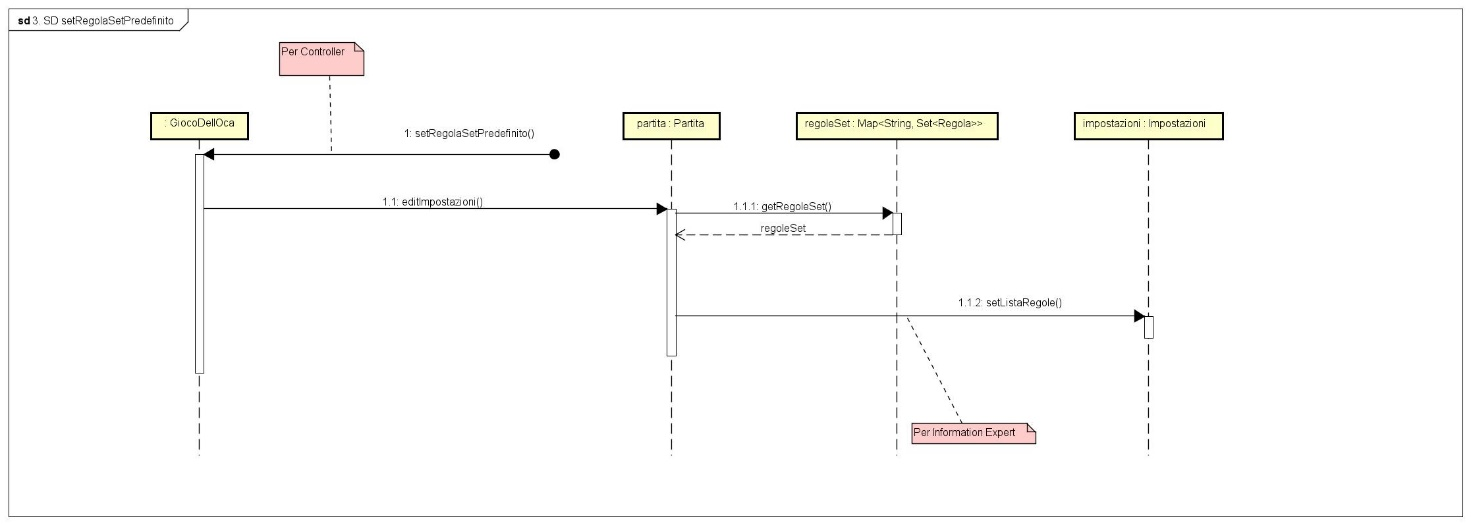 sd 3. SD setRegolaSetPredefinito
Per Controller
: GiocoDellOca
partita : Partita
regoleSet : Map<String, Set<Regola>>
impostazioni : Impostazioni
1: setRegolaSetPredefinito()
1.1: editImpostazioni()
1.1.1: getRegoleSet()
regoleSet
1.1.2: setListaRegole()
Per Information Expert